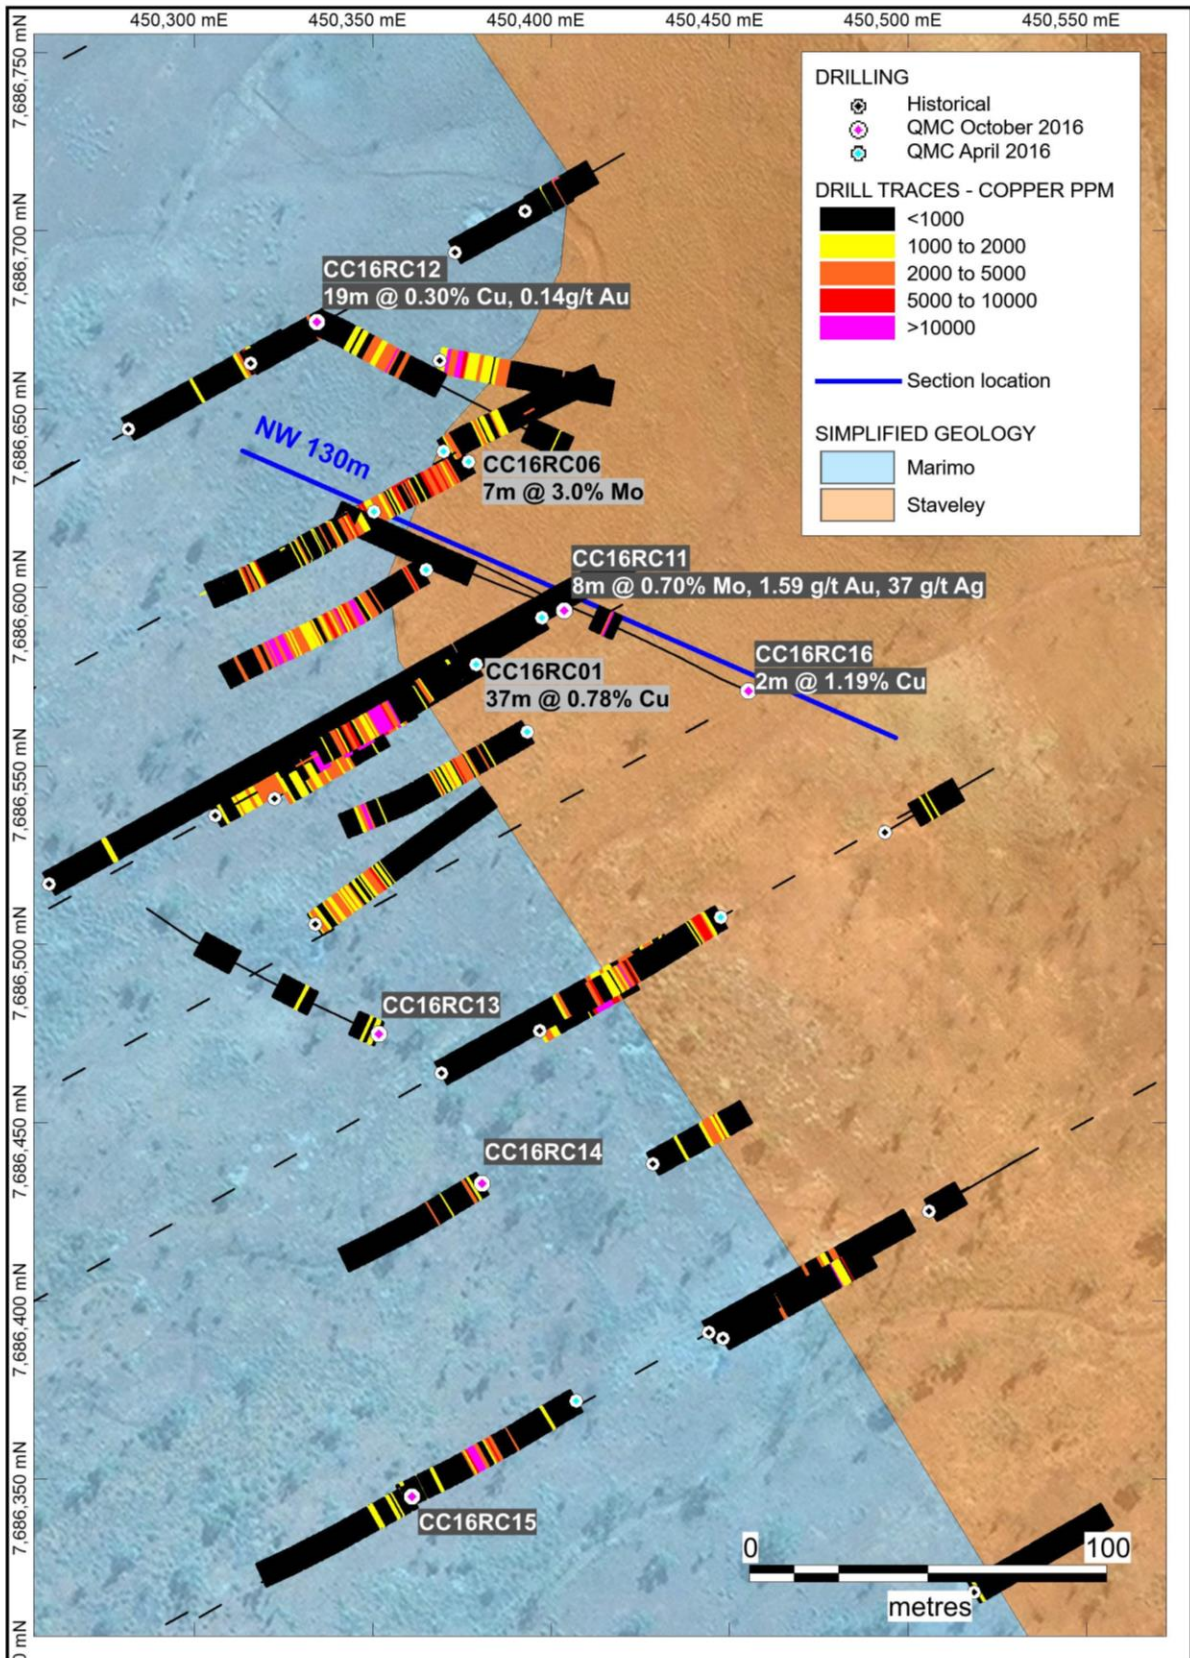 450,300 mE
450,350 mE
450,400 mE
450,450 mE
450,500 mE
450,550 mE
7,686,750 mN
7,686,700 mN
7,686,650 mN
7,686,600 mN
7,686,550 mN
7,686,500 mN
7,686,450 mN
7,686,400 mN
7,686,350 mN
0 mN
DRILLING
Historical
QMC October 2016
QMC April 2016
DRILL TRACES - COPPER PPM
<1000
1000 to 2000
2000 to 5000
5000 to 10000
>10000
Section location
SIMPLIFIED GEOLOGY
Marimo
Staveley
CC16RC12
19m @ 0.30% Cu, 0.14g/t Au
NW 130m
CC16RC06
7m @ 3.0% Mo
CC16RC11
8m @ 0.70% Mo, 1.59 g/t Au, 37 g/t Ag
CC16RC16
2m @ 1.19% Cu
CC16RC01
37m @ 0.78% Cu
CC16RC13
CC16RC14
CC16RC15
0
100
metres